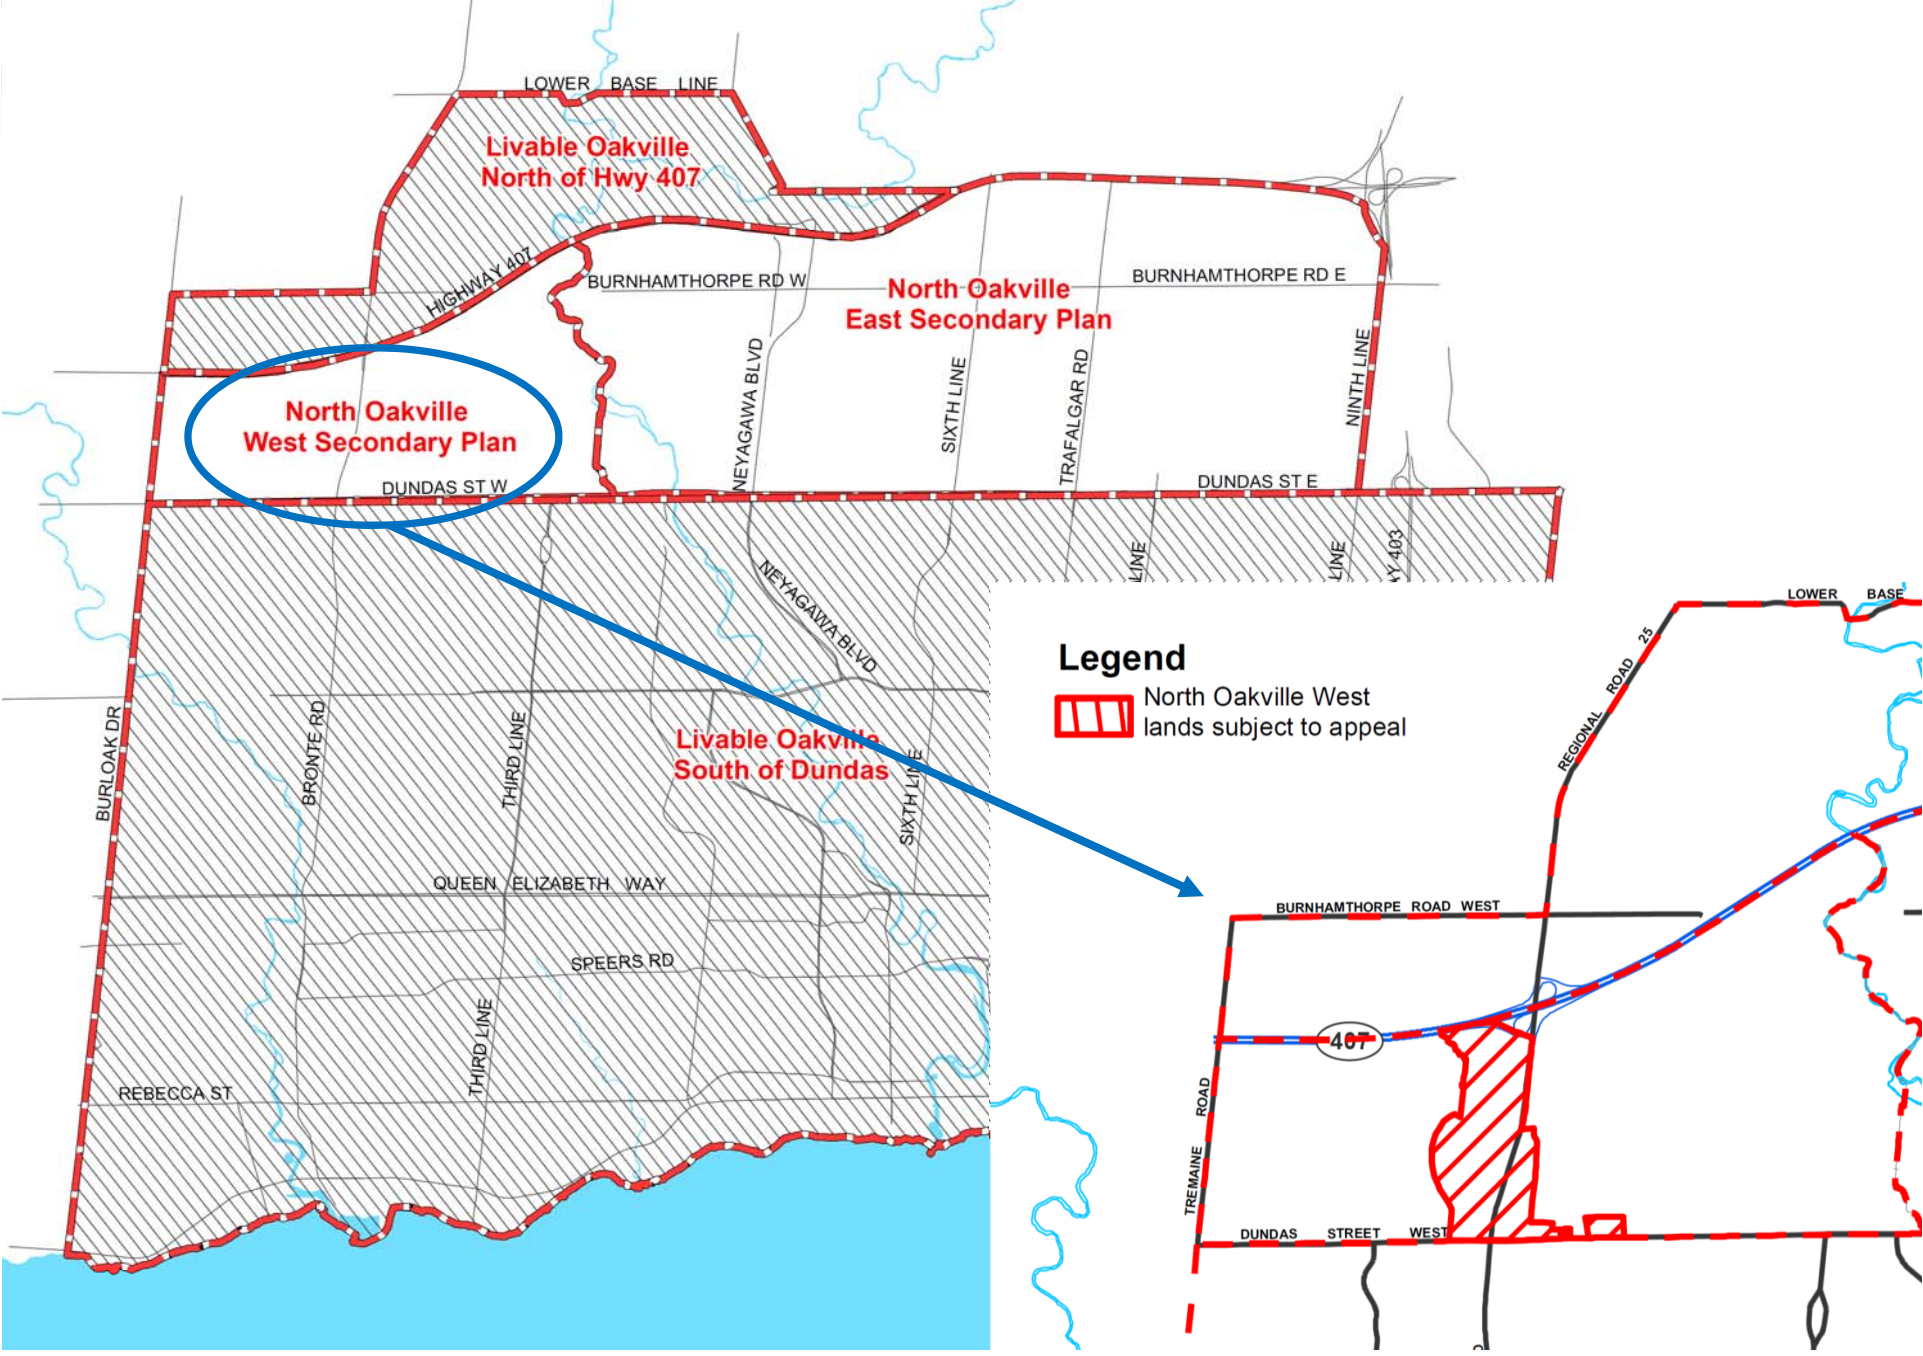 LOWER BASE LINE
Livable Oakville
North of Hwy 407
HIGHWAY 407
BURNHAMTHORPE RD W
BURNHAMTHORPE RD E
North Oakville
East Secondary Plan
NINTH LINE
NEYAGAWA BLVD
SIXTH LINE
TRAFALGAR RD
North Oakville
West Secondary Plan
DUNDAS ST W
DUNDAS ST E
LINE
LINE
AY 403
NEYAGAWA BLVD
BURLOAK DR
BRONTE RD
THIRD LINE
Livable Oakville
South of Dundas
SIXTH LINE
QUEEN ELIZABETH WAY
SPEERS RD
THIRD LINE
REBECCA ST
Legend
North Oakville West
lands subject to appeal
LOWER BASE
REGIONAL ROAD 25
BURNHAMTHORPE ROAD WEST
407
TREMAINE ROAD
DUNDAS STREET WEST